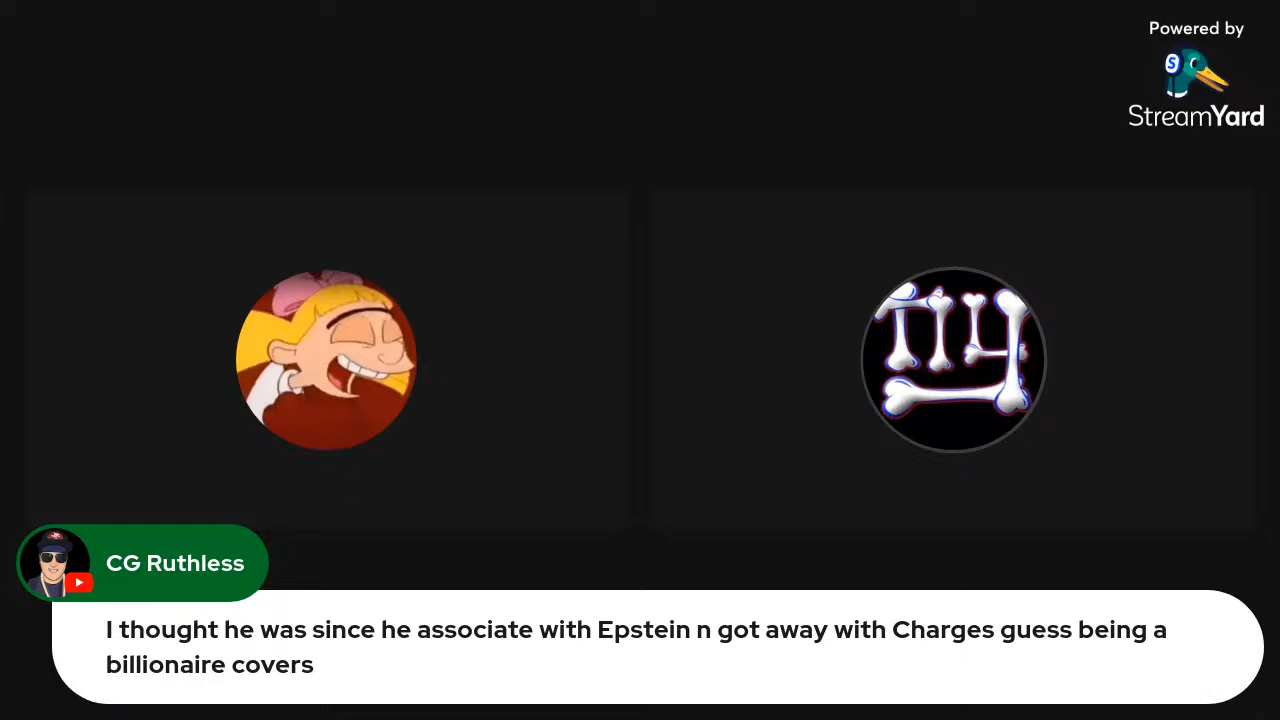 Powered by
S
StreamYard
CG Ruthless
I thought he was since he associate with Epstein n got away with Charges guess being a
billionaire covers